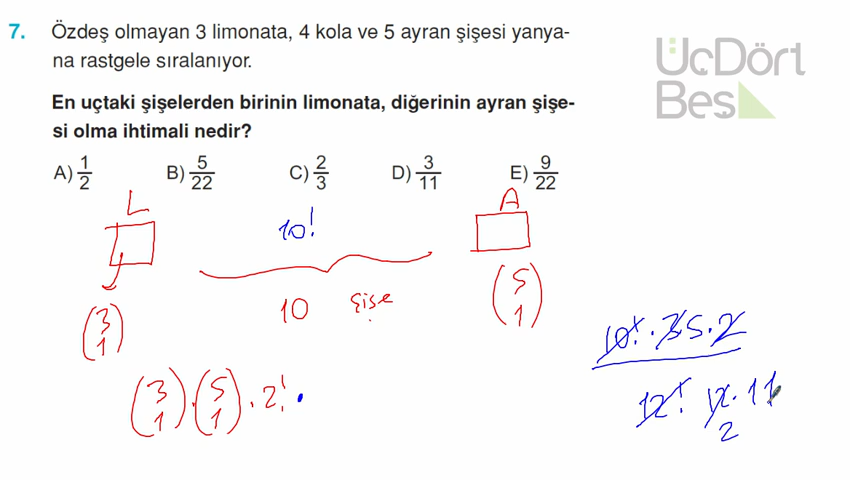 7. Özdeş olmayan 3 limonata, 4 kola ve 5 ayran şişesi yanya-
na rastgele sıralanıyor.
En uçtaki şişelerden birinin limonata, diğerinin ayran şişe-
si olma ihtimali nedir?
A) 1/2 B) 5/22 C) 2/3 D) 3/11 E) 9/22
ÜçDört
Beş
L 10! A
10 şişe
(3 1) (5 1)
(3 1) . (5 1) . 2! .
10! . 3 5 . 2
12! 12 . 11
2